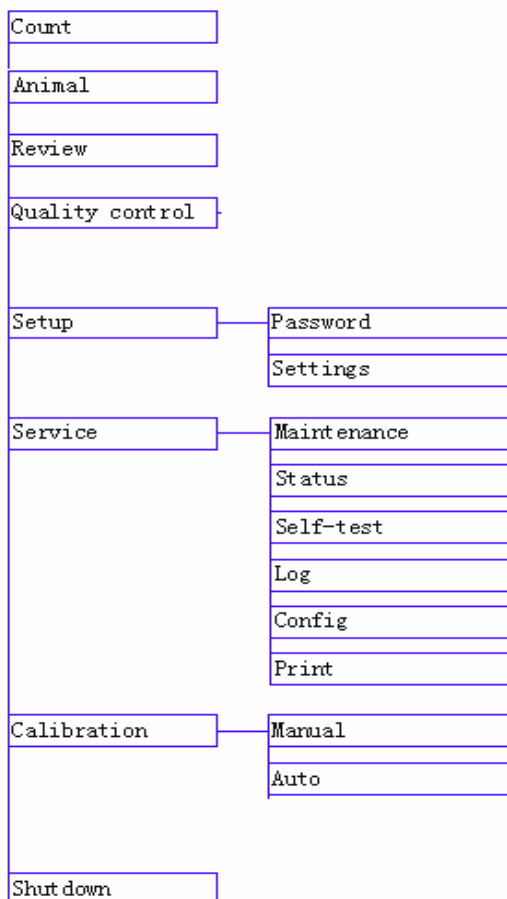 Count
Animal
Review
Quality control
Setup
Password
Settings
Service
Maintenance
Status
Self-test
Log
Config
Print
Calibration
Manual
Auto
Shutdown